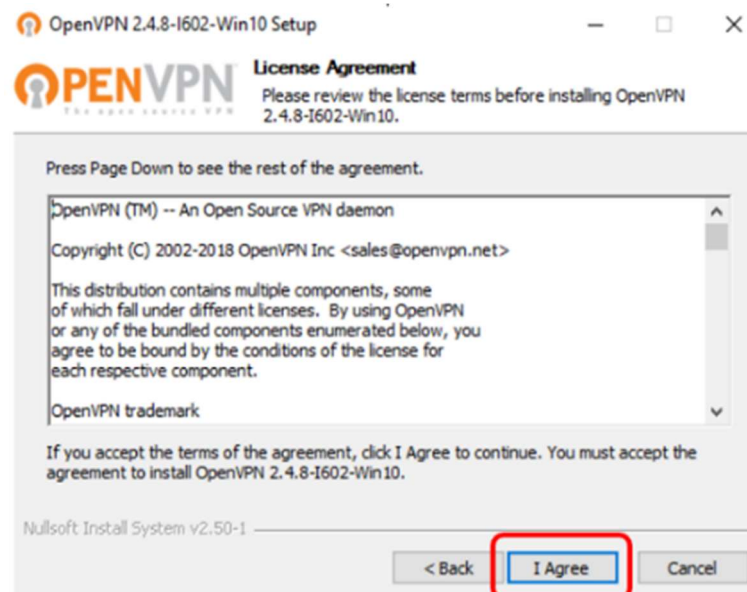 OpenVPN 2.4.8-I602-Win10 Setup
OPENVPN
The open source VPN
License Agreement
Please review the license terms before installing OpenVPN
2.4.8-I602-Win10.
Press Page Down to see the rest of the agreement.
OpenVPN (TM) -- An Open Source VPN daemon
Copyright (C) 2002-2018 OpenVPN Inc <sales@openvpn.net>
This distribution contains multiple components, some
of which fall under different licenses. By using OpenVPN
or any of the bundled components enumerated below, you
agree to be bound by the conditions of the license for
each respective component.
OpenVPN trademark
If you accept the terms of the agreement, click I Agree to continue. You must accept the
agreement to install OpenVPN 2.4.8-I602-Win10.
Nullsoft Install System v2.50-1
< Back I Agree Cancel